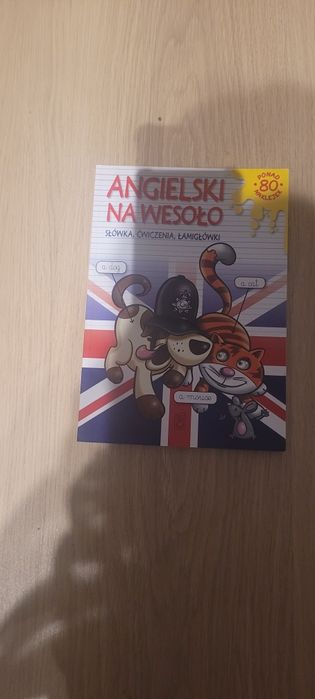 ANGIELSKI
NA WESOŁO
SŁÓWKA, ĆWICZENIA, ŁAMIGŁÓWKI
PONAD
80
NAKLEJEK
a dog
a cat
a mouse